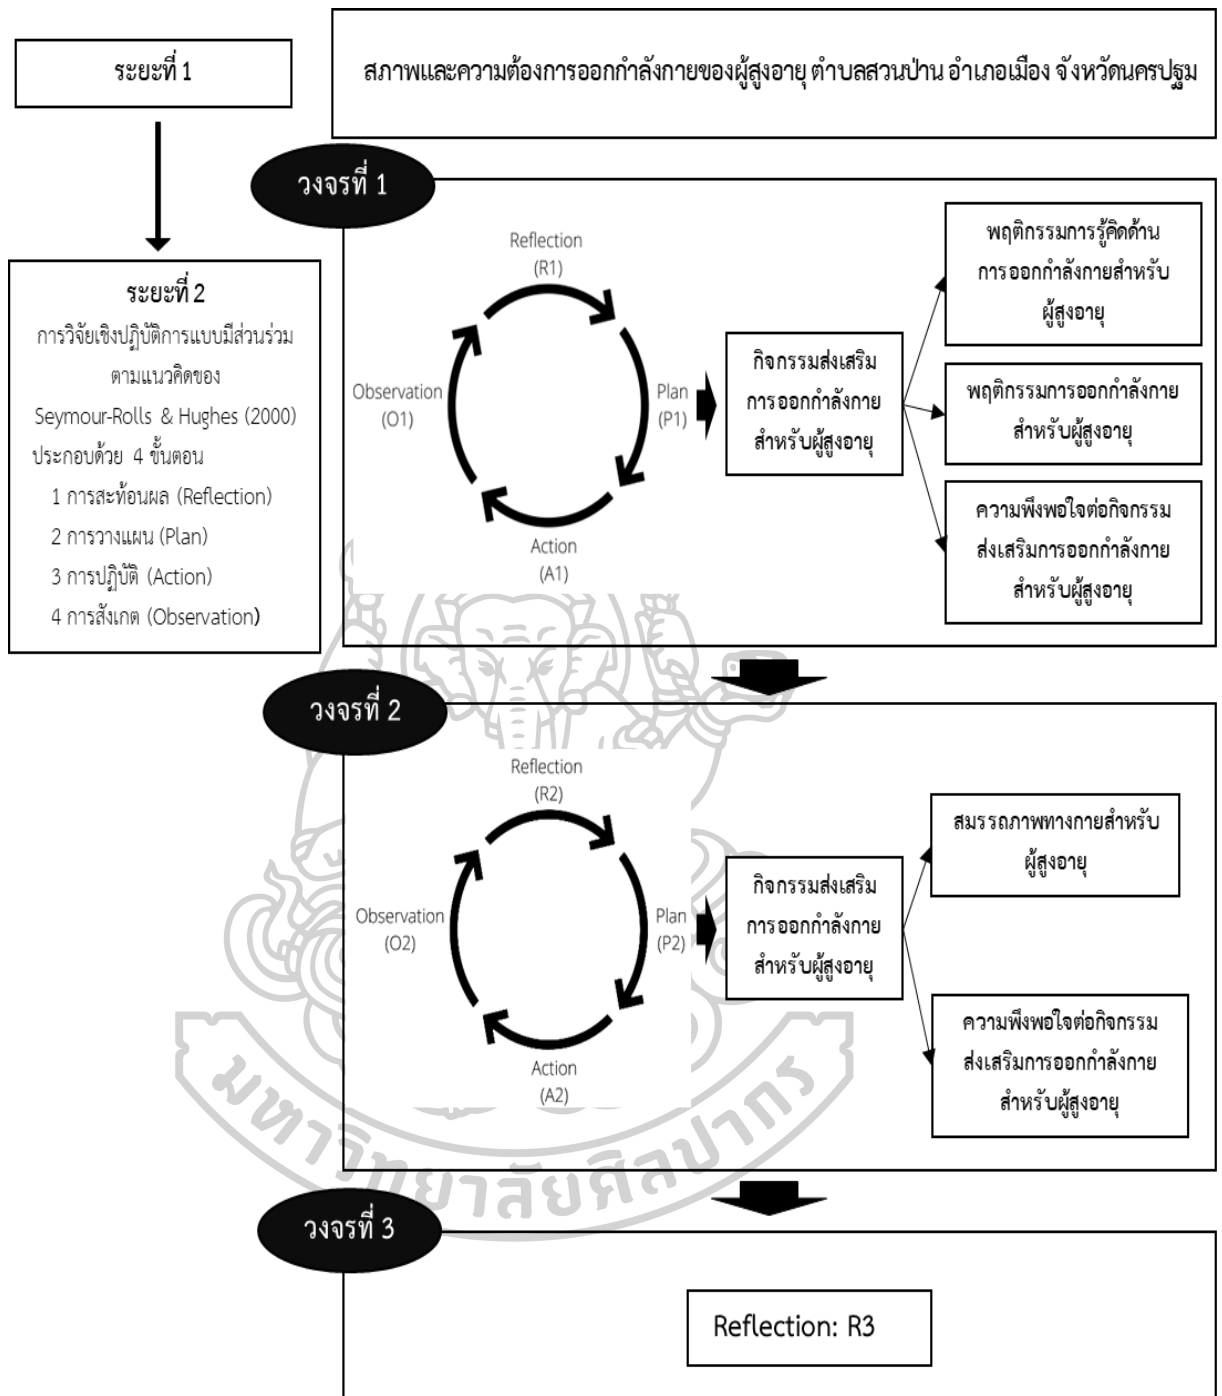 ระยะที่ 1
สภาพและความต้องการออกกำลังกายของผู้สูงอายุ ตำบลสวนป่าน อำเภอเมือง จังหวัดนครปฐม
ระยะที่ 2
การวิจัยเชิงปฏิบัติการแบบมีส่วนร่วม
ตามแนวคิดของ
Seymour-Rolls & Hughes (2000)
ประกอบด้วย 4 ขั้นตอน
1 การสะท้อนผล (Reflection)
2 การวางแผน (Plan)
3 การปฏิบัติ (Action)
4 การสังเกต (Observation)
วงจรที่ 1
Reflection
(R1)
Plan
(P1)
Action
(A1)
Observation
(O1)
กิจกรรมส่งเสริม
การออกกำลังกาย
สำหรับผู้สูงอายุ
พฤติกรรมการรู้คิดด้าน
การออกกำลังกายสำหรับ
ผู้สูงอายุ
พฤติกรรมการออกกำลังกาย
สำหรับผู้สูงอายุ
ความพึงพอใจต่อกิจกรรม
ส่งเสริมการออกกำลังกาย
สำหรับผู้สูงอายุ
วงจรที่ 2
Reflection
(R2)
Plan
(P2)
Action
(A2)
Observation
(O2)
กิจกรรมส่งเสริม
การออกกำลังกาย
สำหรับผู้สูงอายุ
สมรรถภาพทางกายสำหรับ
ผู้สูงอายุ
ความพึงพอใจต่อกิจกรรม
ส่งเสริมการออกกำลังกาย
สำหรับผู้สูงอายุ
มหาวิทยาลัยศิลปากร
วงจรที่ 3
Reflection: R3